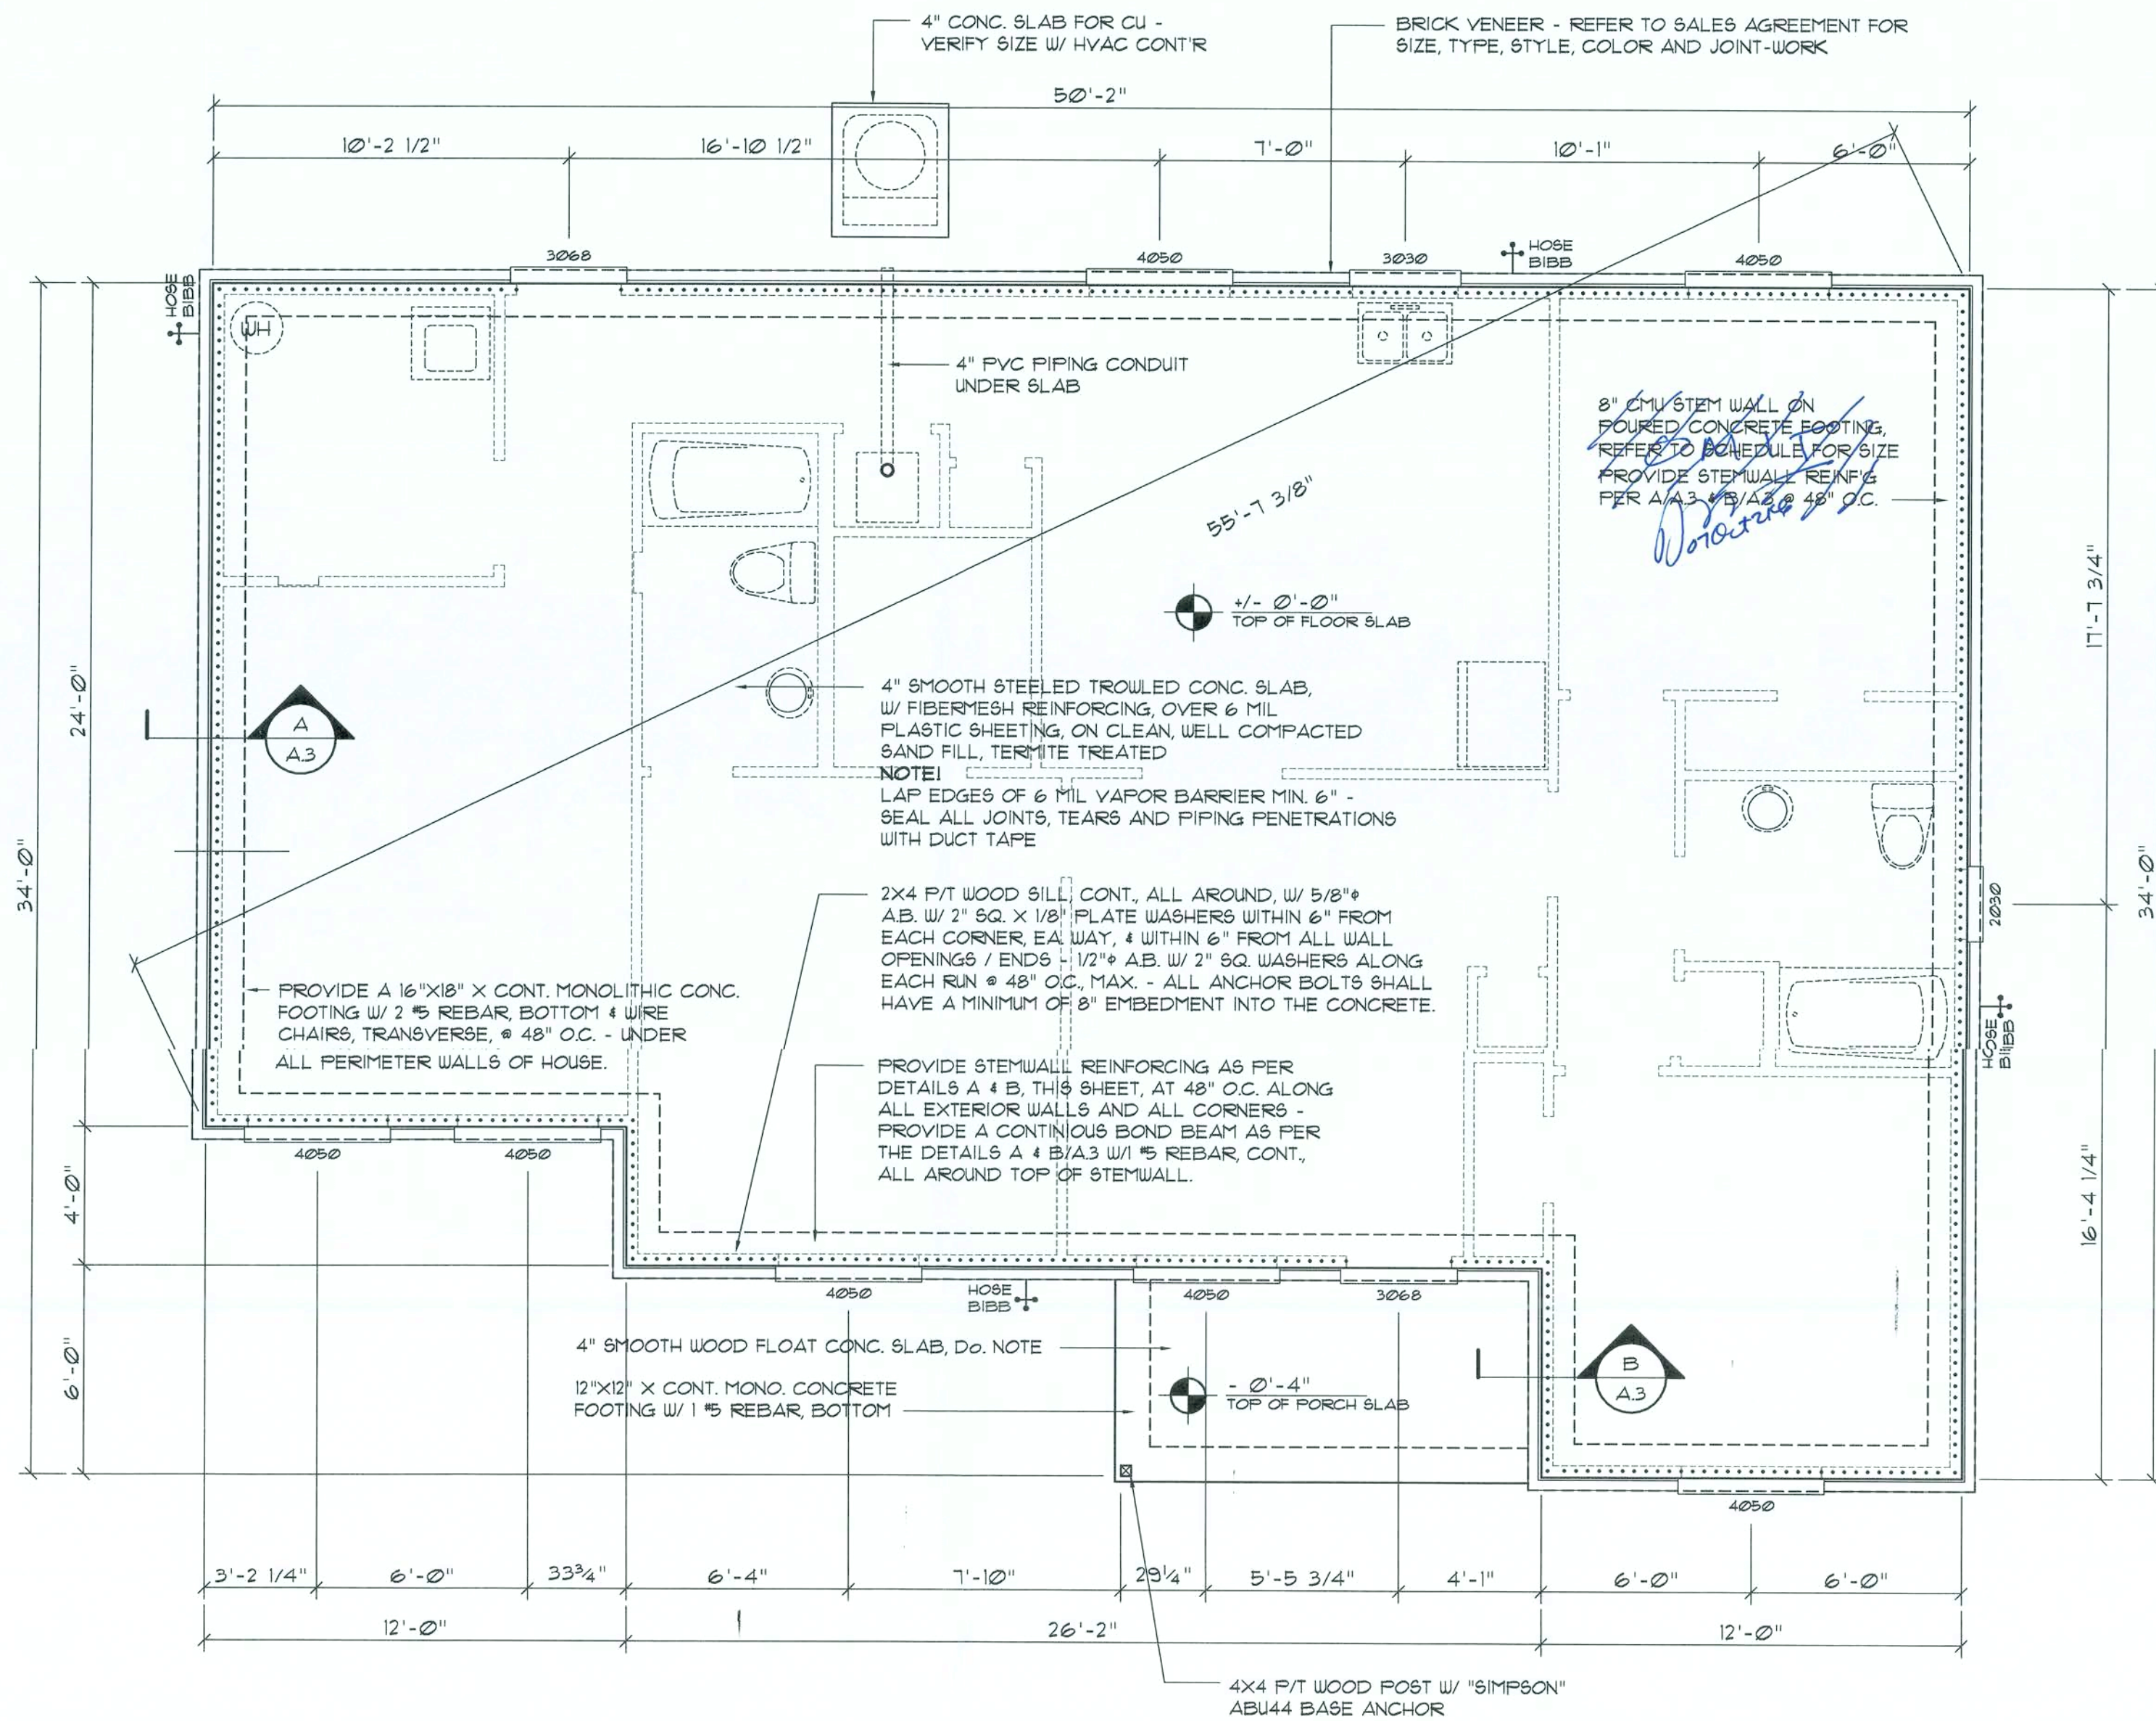 4" CONC. SLAB FOR CU -
VERIFY SIZE W/ HVAC CONT'R
BRICK VENEER - REFER TO SALES AGREEMENT FOR
SIZE, TYPE, STYLE, COLOR AND JOINT-WORK
50'-2"
10'-2 1/2"
16'-10 1/2"
7'-0"
10'-1"
6'-0"
3068
4050
3030
HOSE
BIBB
4050
HOSE
BIBB
WH
4" PVC PIPING CONDUIT
UNDER SLAB
8" CMU STEM WALL ON
POURED CONCRETE FOOTING,
REFER TO SCHEDULE FOR SIZE
PROVIDE STEMWALL REINF'G
PER A/A.3 & B/A.3 @ 48" O.C.
55'-7 3/8"
+/- 0'-0"
TOP OF FLOOR SLAB
17'-7 3/4"
24'-0"
34'-0"
A
A.3
4" SMOOTH STEELED TROWLED CONC. SLAB,
W/ FIBERMESH REINFORCING, OVER 6 MIL
PLASTIC SHEETING, ON CLEAN, WELL COMPACTED
SAND FILL, TERMITE TREATED
NOTE!
LAP EDGES OF 6 MIL VAPOR BARRIER MIN. 6" -
SEAL ALL JOINTS, TEARS AND PIPING PENETRATIONS
WITH DUCT TAPE
2X4 P/T WOOD SILL, CONT., ALL AROUND, W/ 5/8"φ
A.B. W/ 2" SQ. X 1/8" PLATE WASHERS WITHIN 6" FROM
EACH CORNER, EA. WAY, & WITHIN 6" FROM ALL WALL
OPENINGS / ENDS - 1/2"φ A.B. W/ 2" SQ. WASHERS ALONG
EACH RUN @ 48" O.C., MAX. - ALL ANCHOR BOLTS SHALL
HAVE A MINIMUM OF 8" EMBEDMENT INTO THE CONCRETE.
2030
34'-0"
PROVIDE A 16"X18" X CONT. MONOLITHIC CONC.
FOOTING W/ 2 #5 REBAR, BOTTOM & WIRE
CHAIRS, TRANSVERSE, @ 48" O.C. - UNDER
ALL PERIMETER WALLS OF HOUSE.
HOSE
BIBB
PROVIDE STEMWALL REINFORCING AS PER
DETAILS A & B, THIS SHEET, AT 48" O.C. ALONG
ALL EXTERIOR WALLS AND ALL CORNERS -
PROVIDE A CONTINIOUS BOND BEAM AS PER
THE DETAILS A & B/A.3 W/1 #5 REBAR, CONT.,
ALL AROUND TOP OF STEMWALL.
4050
4050
4'-0"
16'-4 1/4"
4050
HOSE
BIBB
4050
3068
6'-0"
4" SMOOTH WOOD FLOAT CONC. SLAB, Do. NOTE
12"X12" X CONT. MONO. CONCRETE
FOOTING W/ 1 #5 REBAR, BOTTOM
- 0'-4"
TOP OF PORCH SLAB
B
A.3
4050
3'-2 1/4"
6'-0"
33 3/4"
6'-4"
7'-10"
29 1/4"
5'-5 3/4"
4'-1"
6'-0"
6'-0"
12'-0"
26'-2"
12'-0"
4X4 P/T WOOD POST W/ "SIMPSON"
ABU44 BASE ANCHOR